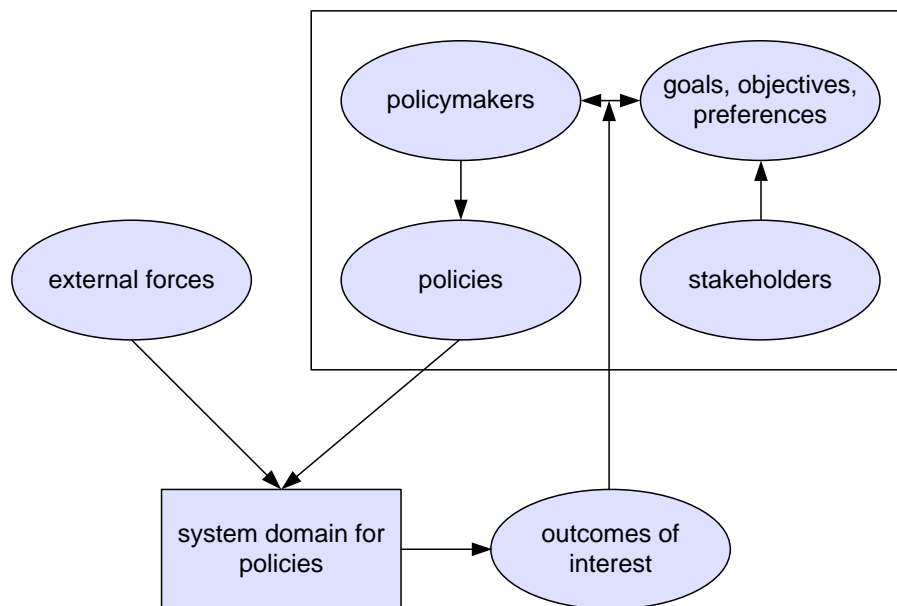 policymakers
goals, objectives,
preferences
external forces
policies
stakeholders
system domain for
policies
outcomes of
interest